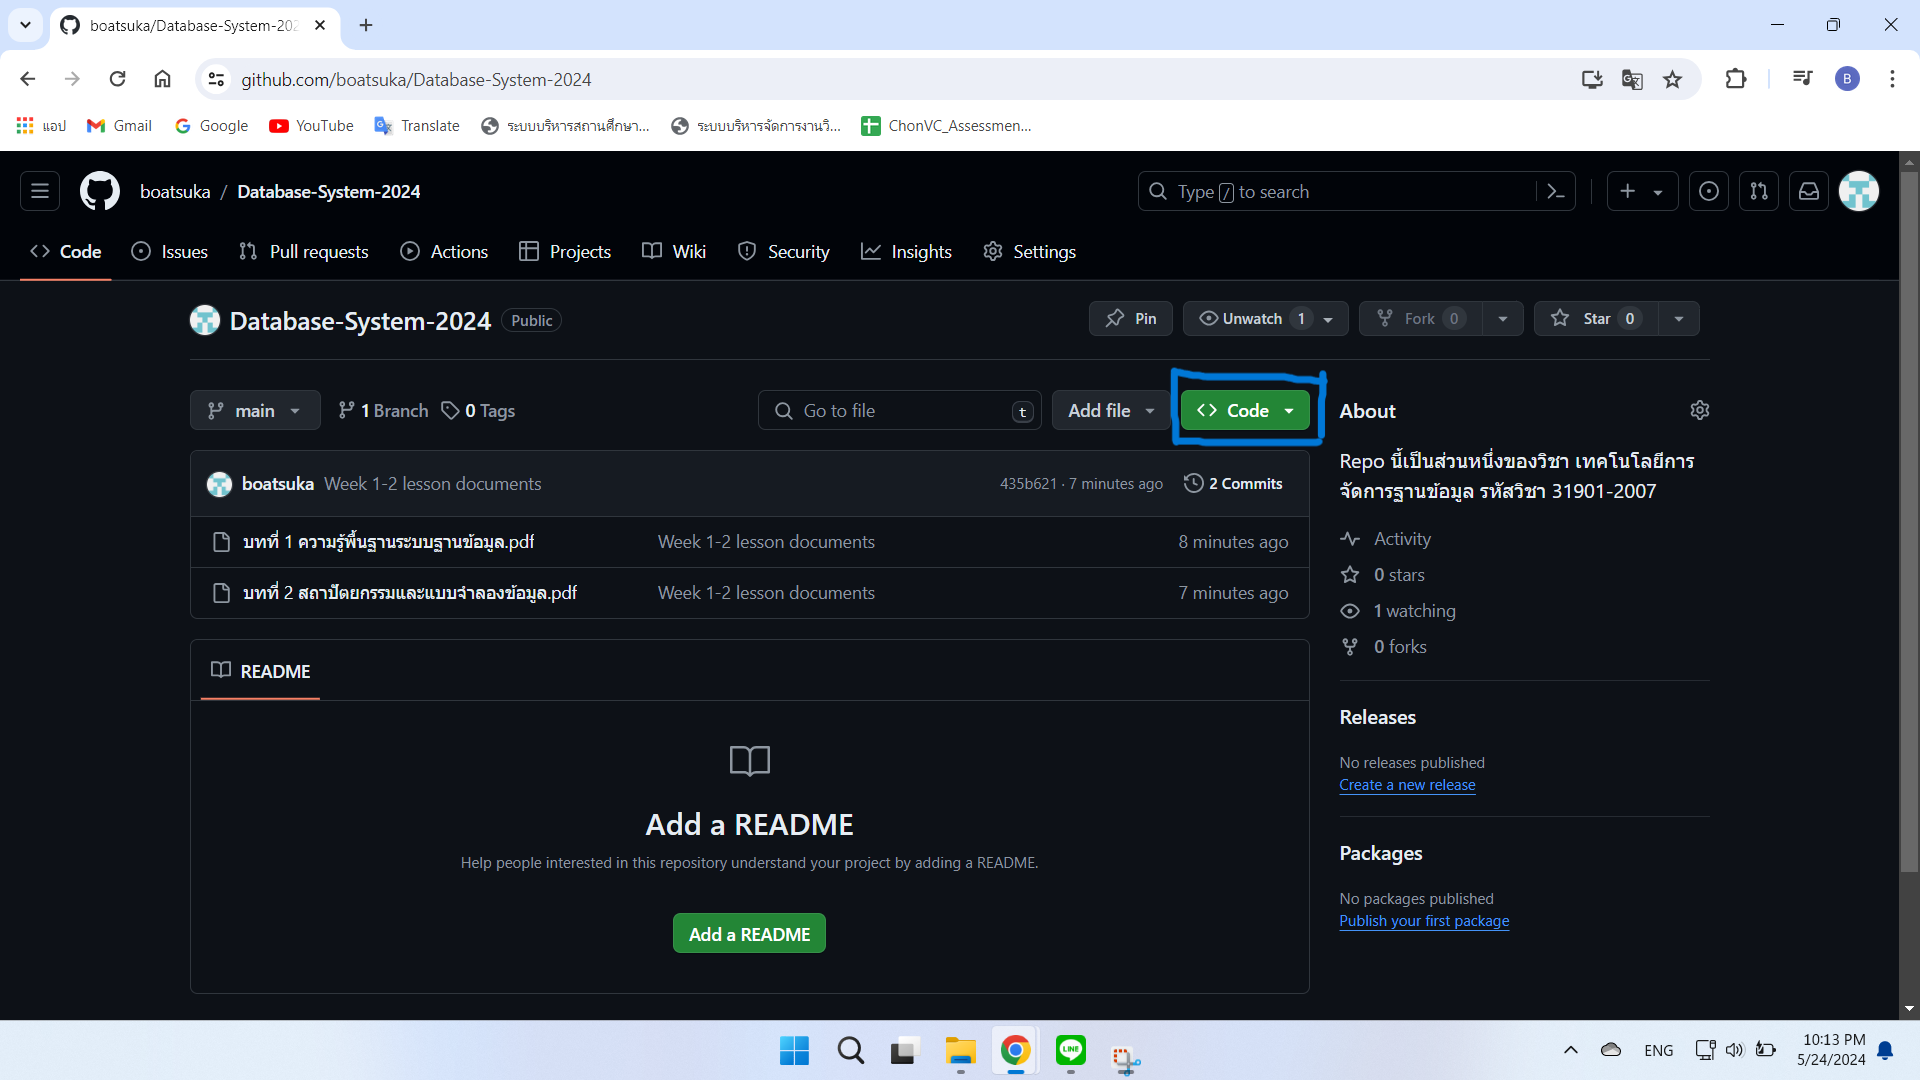 boatsuka/Database-System-202
github.com/boatsuka/Database-System-2024
B
แอป Gmail Google YouTube Translate ระบบบริหารสถานศึกษา... ระบบบริหารจัดการงานวิ... ChonVC_Assessmen...
boatsuka / Database-System-2024
Type / to search
Code Issues Pull requests Actions Projects Wiki Security Insights Settings
Database-System-2024 Public
Pin Unwatch 1 Fork 0 Star 0
main 1 Branch 0 Tags
Go to file t
Add file
Code
boatsuka Week 1-2 lesson documents 435b621 · 7 minutes ago 2 Commits
บทที่ 1 ความรู้พื้นฐานระบบฐานข้อมูล.pdf Week 1-2 lesson documents 8 minutes ago
บทที่ 2 สถาปัตยกรรมและแบบจำลองข้อมูล.pdf Week 1-2 lesson documents 7 minutes ago
README
Add a README
Help people interested in this repository understand your project by adding a README.
Add a README
About
Repo นี้เป็นส่วนหนึ่งของวิชา เทคโนโลยีการ
จัดการฐานข้อมูล รหัสวิชา 31901-2007
Activity
0 stars
1 watching
0 forks
Releases
No releases published
Create a new release
Packages
No packages published
Publish your first package
LINE
ENG
10:13 PM
5/24/2024